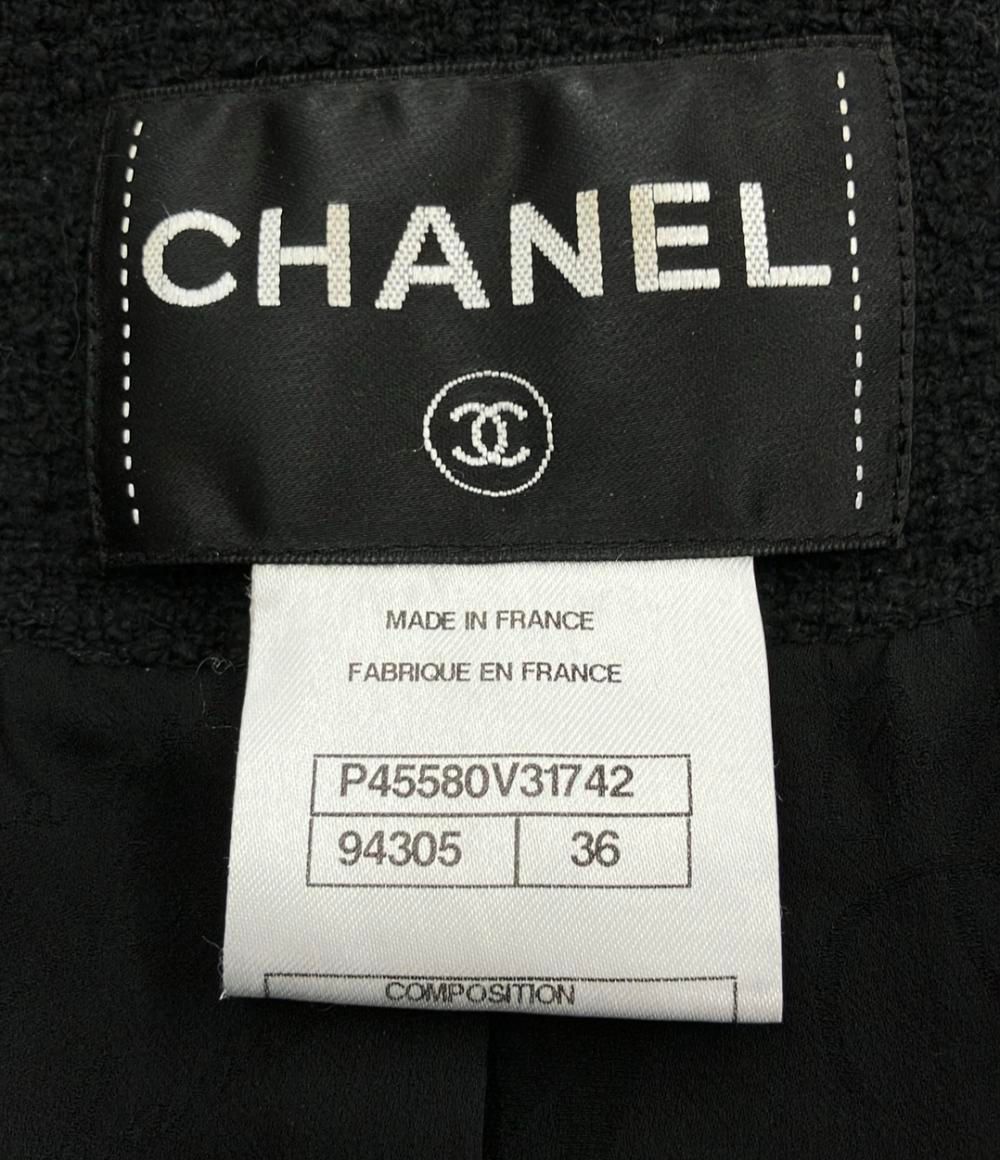 CHANEL
MADE IN FRANCE
FABRIQUE EN FRANCE
P45580V31742
94305 36
COMPOSITION